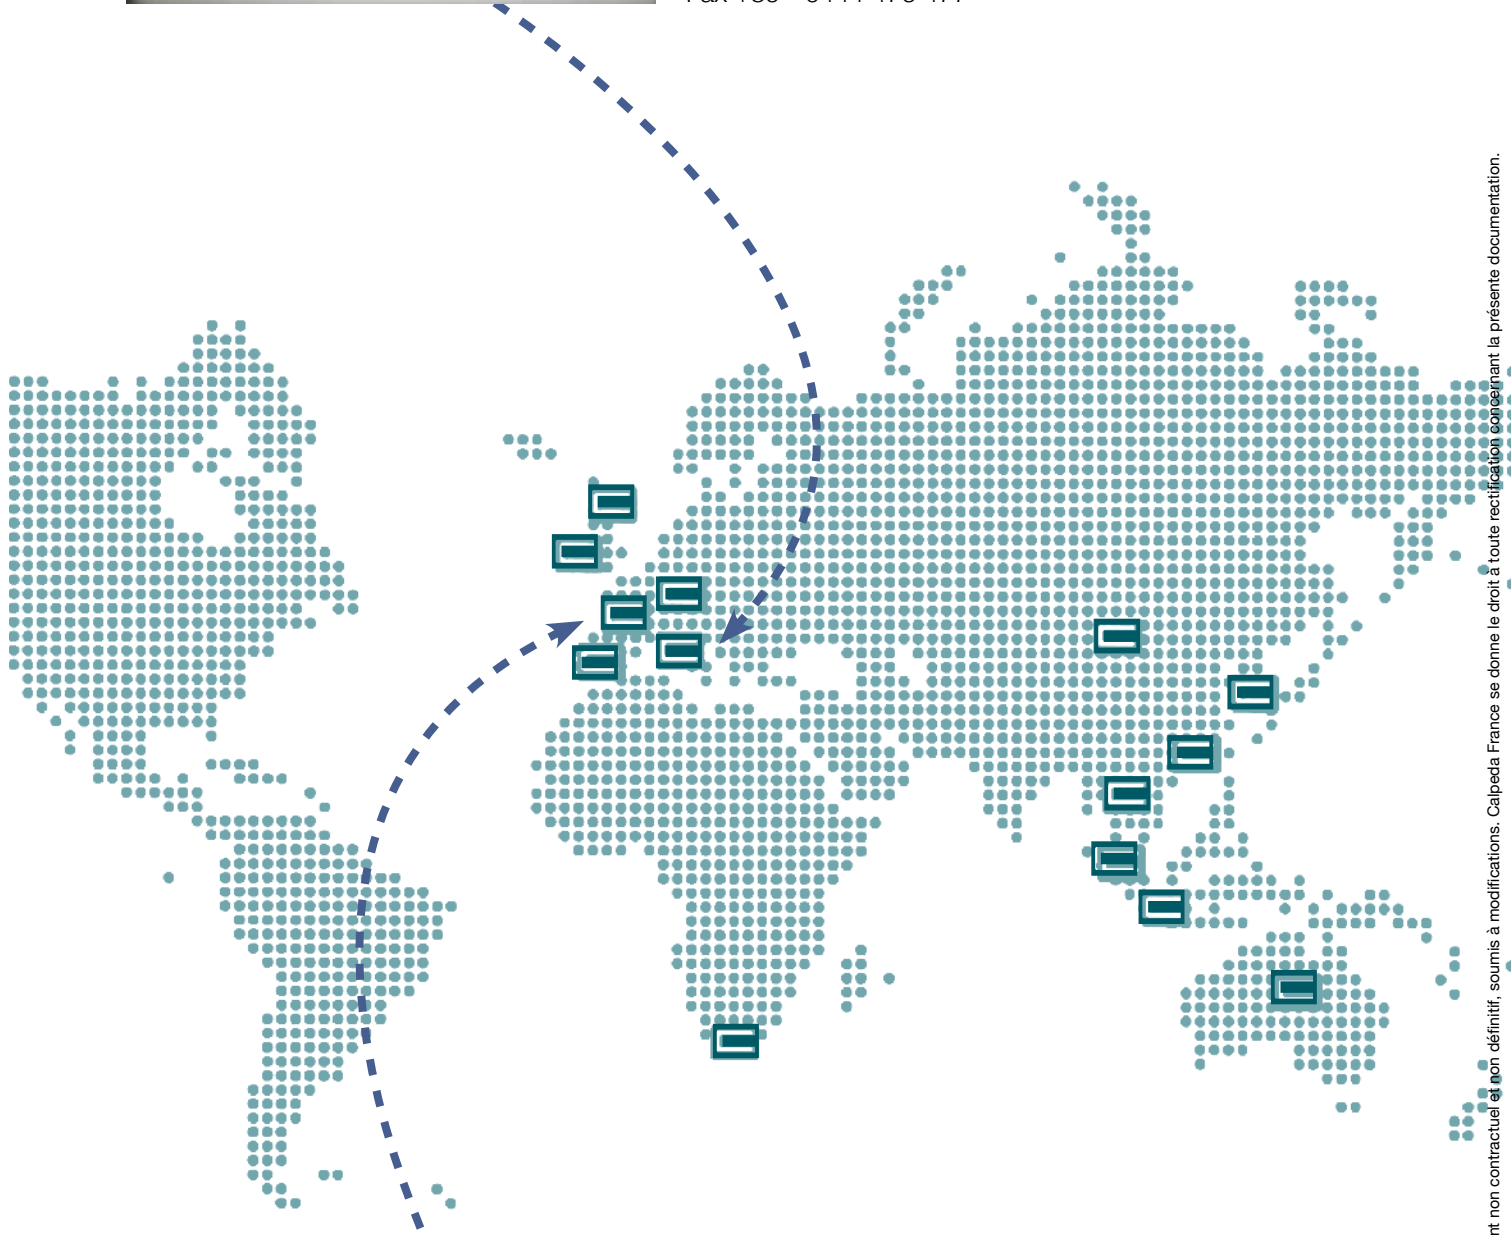 nt non contractuel et non définitif, soumis à modifications. Calpeda France se donne le droit à toute rectification concernant la présente documentation.